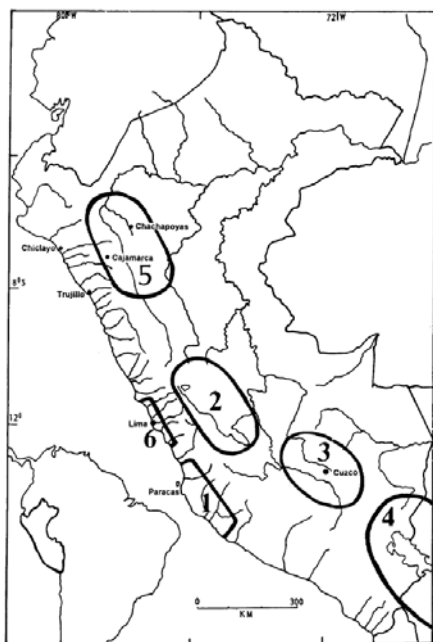 80° W
72° W
Chachapoyas
Chiclayo
Cajamarca
5
8°S
Trujillo
2
12°
Lima
6
3
Cuzco
Paracas
1
4
0
300
KM